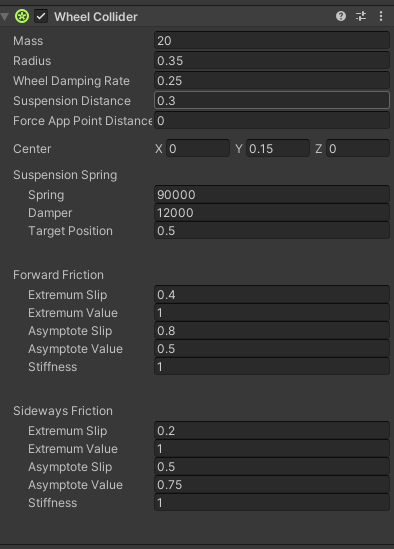 Wheel Collider
Mass 20
Radius 0.35
Wheel Damping Rate 0.25
Suspension Distance 0.3
Force App Point Distance 0
Center X 0 Y 0.15 Z 0
Suspension Spring
Spring 90000
Damper 12000
Target Position 0.5
Forward Friction
Extremum Slip 0.4
Extremum Value 1
Asymptote Slip 0.8
Asymptote Value 0.5
Stiffness 1
Sideways Friction
Extremum Slip 0.2
Extremum Value 1
Asymptote Slip 0.5
Asymptote Value 0.75
Stiffness 1